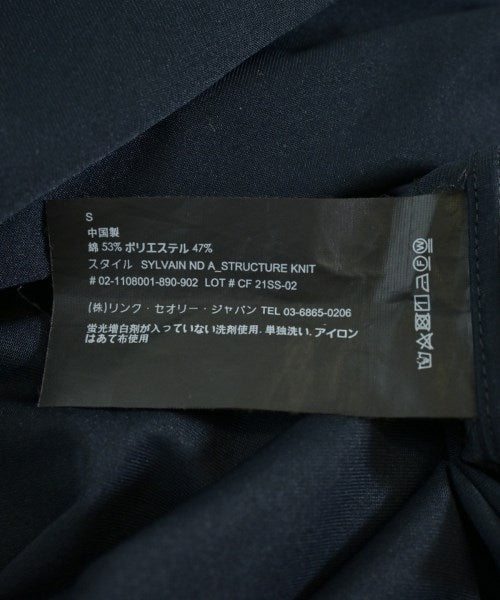 S
中国製
綿 53% ポリエステル 47%
スタイル SYLVAIN ND A_STRUCTURE KNIT
# 02-1108001-890-902 LOT # CF 21SS-02
(株)リンク・セオリー・ジャパン TEL 03-6865-0206
蛍光増白剤が入っていない洗剤使用. 単独洗い. アイロン
はあて布使用